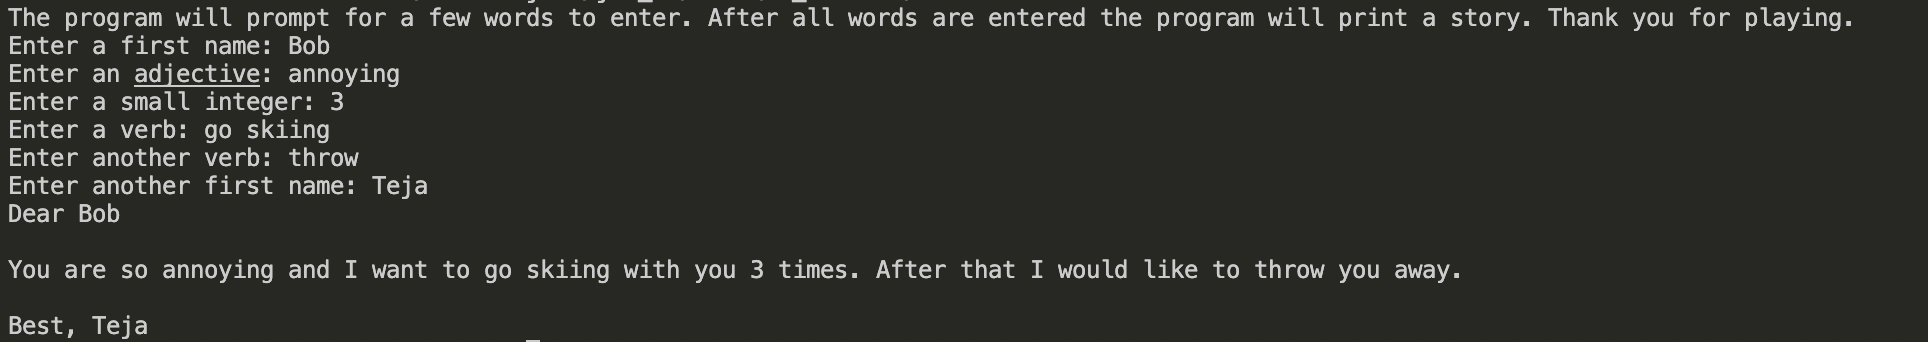 The program will prompt for a few words to enter. After all words are entered the program will print a story. Thank you for playing.
Enter a first name: Bob
Enter an adjective: annoying
Enter a small integer: 3
Enter a verb: go skiing
Enter another verb: throw
Enter another first name: Teja
Dear Bob
You are so annoying and I want to go skiing with you 3 times. After that I would like to throw you away.
Best, Teja